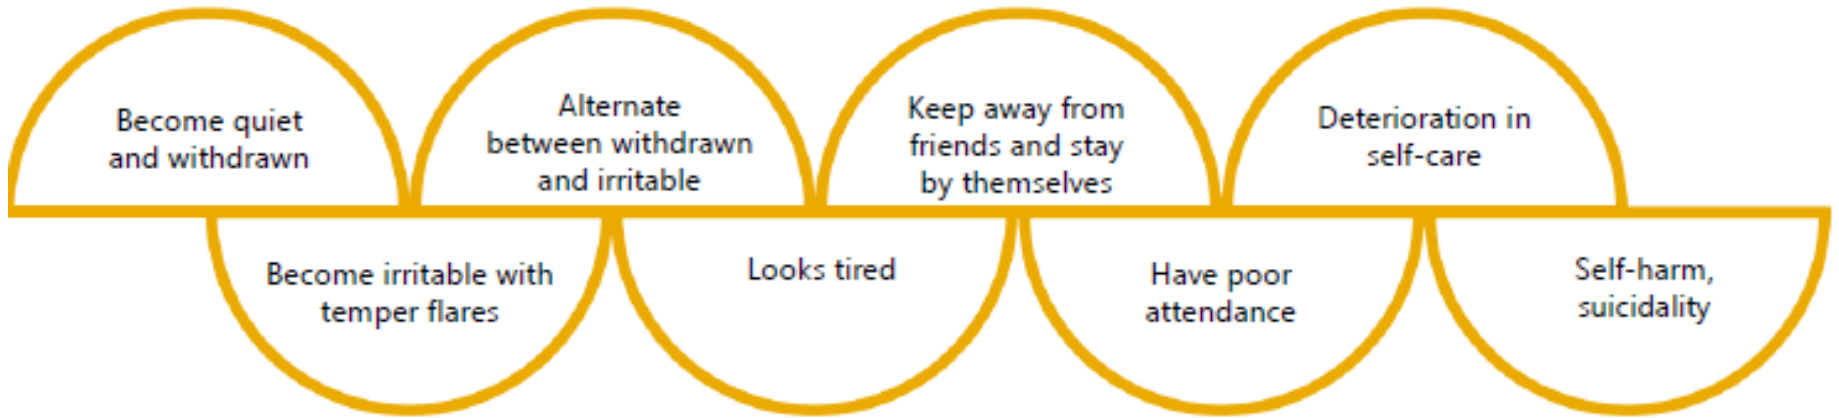 Become quiet
and withdrawn
Become irritable with
temper flares
Alternate
between withdrawn
and irritable
Looks tired
Keep away from
friends and stay
by themselves
Have poor
attendance
Deterioration in
self-care
Self-harm,
suicidality